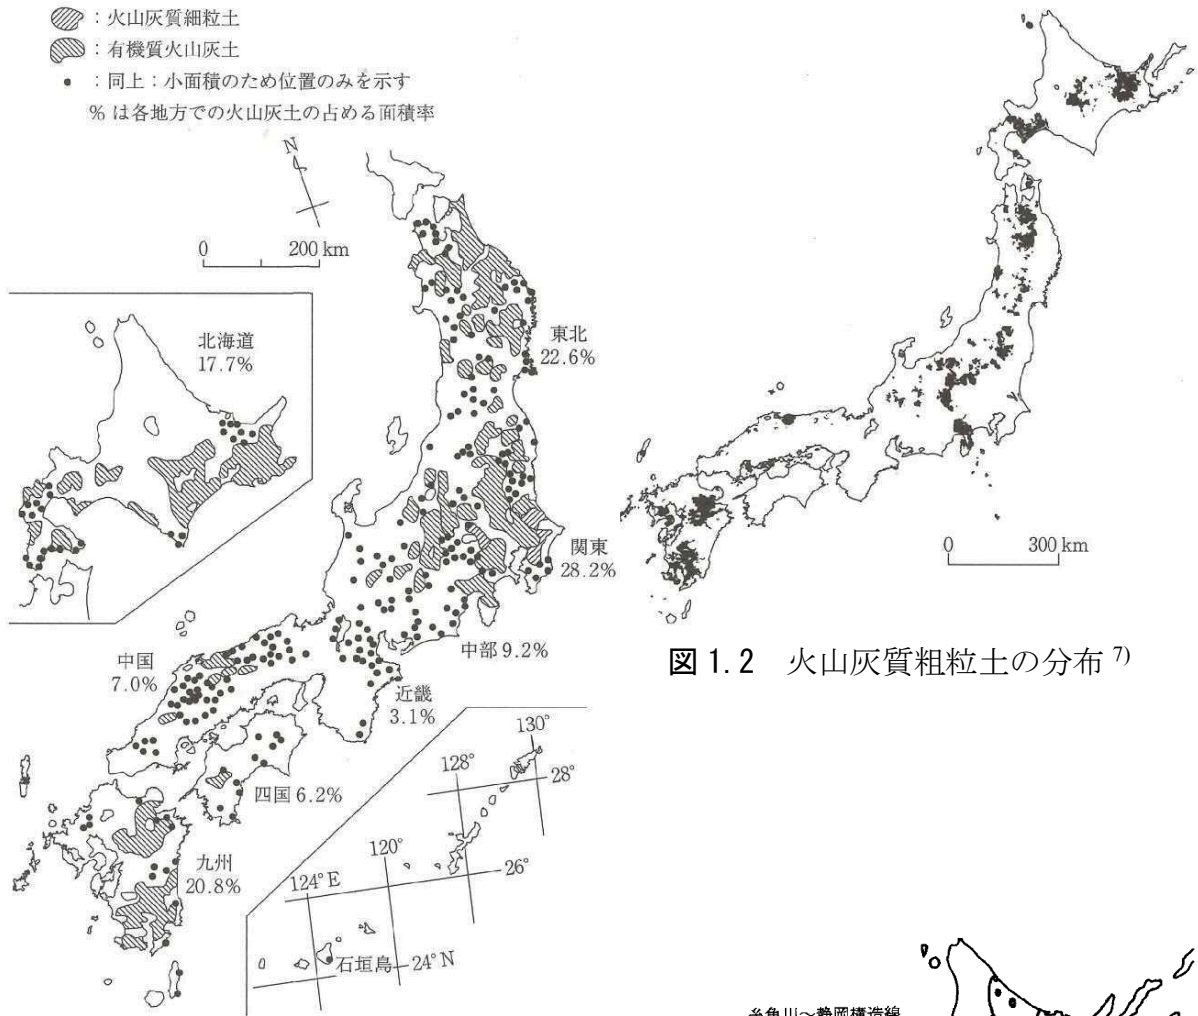 ：火山灰質細粒土
：有機質火山灰土
：同上：小面積のため位置のみを示す
% は各地方での火山灰土の占める面積率
N
0 200 km
北海道
17.7%
東北
22.6%
関東
28.2%
中部 9.2%
中国
7.0%
近畿
3.1%
四国 6.2%
九州
20.8%
130°
128°
28°
120°
26°
124°E
石垣島
24°N
0 300 km
図 1.2 火山灰質粗粒土の分布 7)
糸魚川～静岡構造線